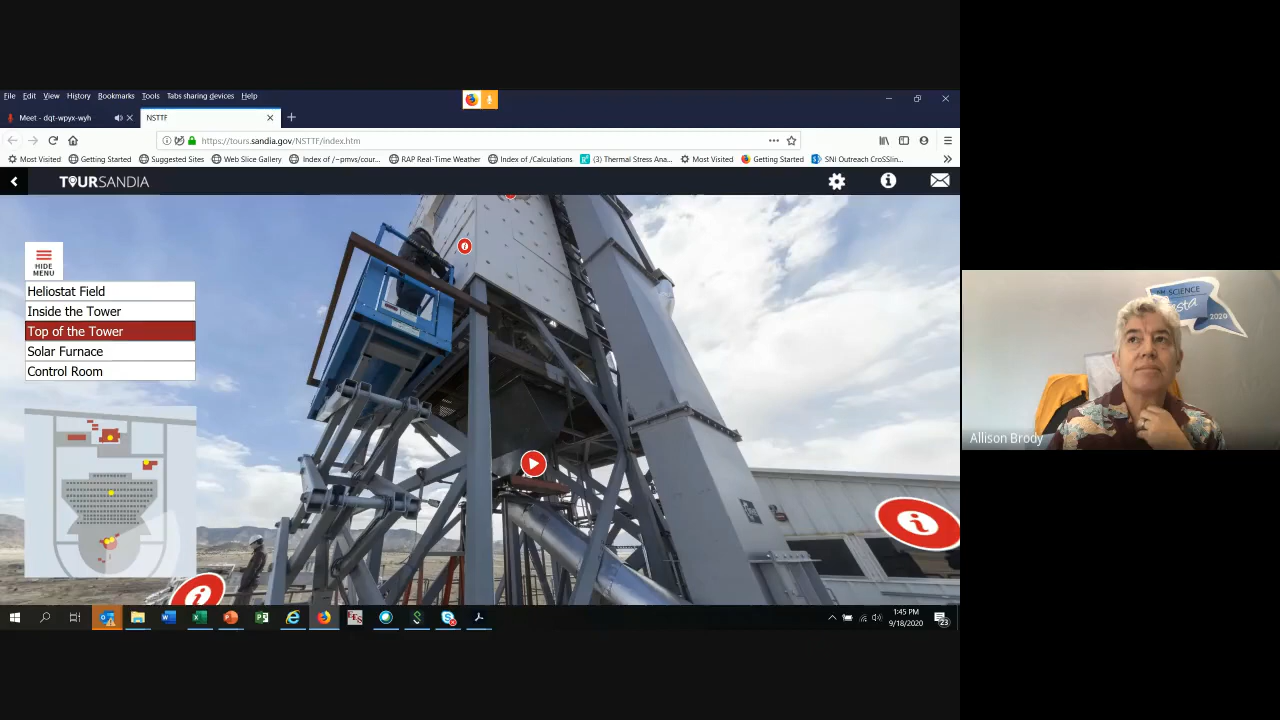 File Edit View History Bookmarks Tools Tabs sharing devices Help
Meet - dqt-wpyx-wyh
NSTTF
https://tours.sandia.gov/NSTTF/index.htm
Most Visited Getting Started Suggested Sites Web Slice Gallery Index of /~pmvs/cour... RAP Real-Time Weather Index of /Calculations (3) Thermal Stress Ana... Most Visited Getting Started SNI Outreach CroSSlin...
TOURSANDIA
HIDE
MENU
Heliostat Field
Inside the Tower
Top of the Tower
Solar Furnace
Control Room
SCIENCE
2020
Allison Brody
1:45 PM
9/18/2020
23